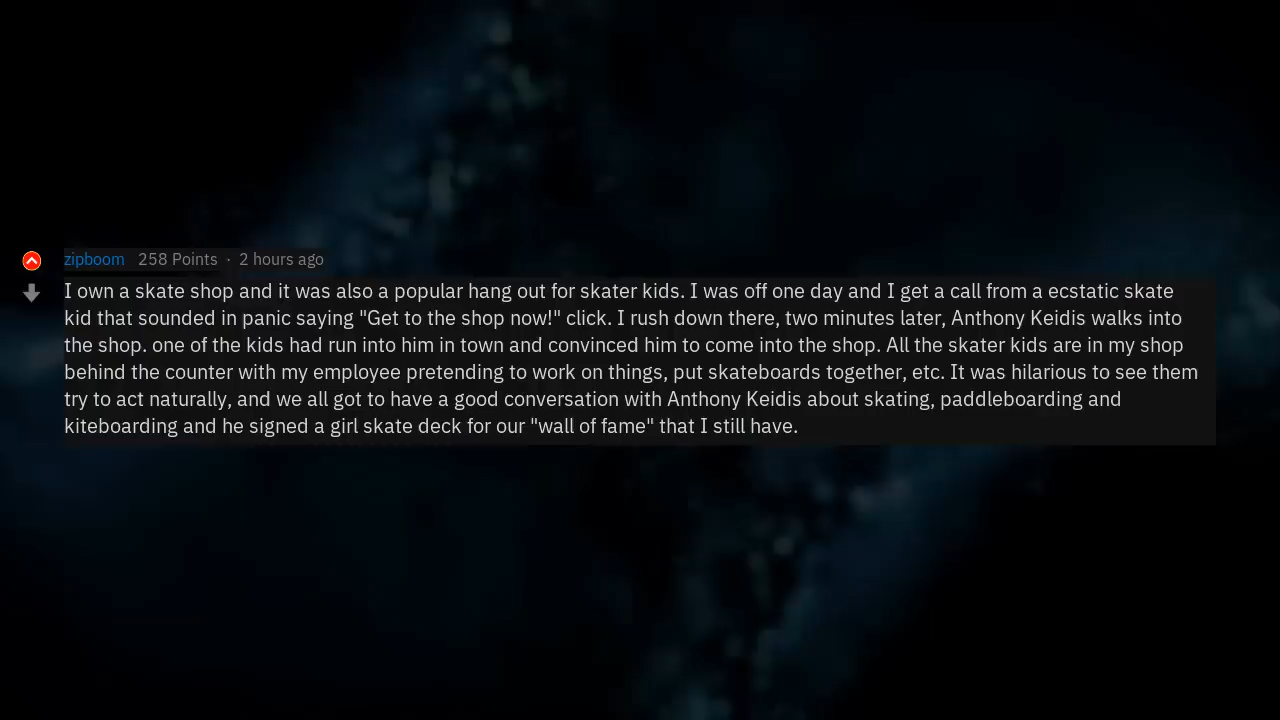 zipboom 258 Points · 2 hours ago
I own a skate shop and it was also a popular hang out for skater kids. I was off one day and I get a call from a ecstatic skate
kid that sounded in panic saying "Get to the shop now!" click. I rush down there, two minutes later, Anthony Keidis walks into
the shop. one of the kids had run into him in town and convinced him to come into the shop. All the skater kids are in my shop
behind the counter with my employee pretending to work on things, put skateboards together, etc. It was hilarious to see them
try to act naturally, and we all got to have a good conversation with Anthony Keidis about skating, paddleboarding and
kiteboarding and he signed a girl skate deck for our "wall of fame" that I still have.